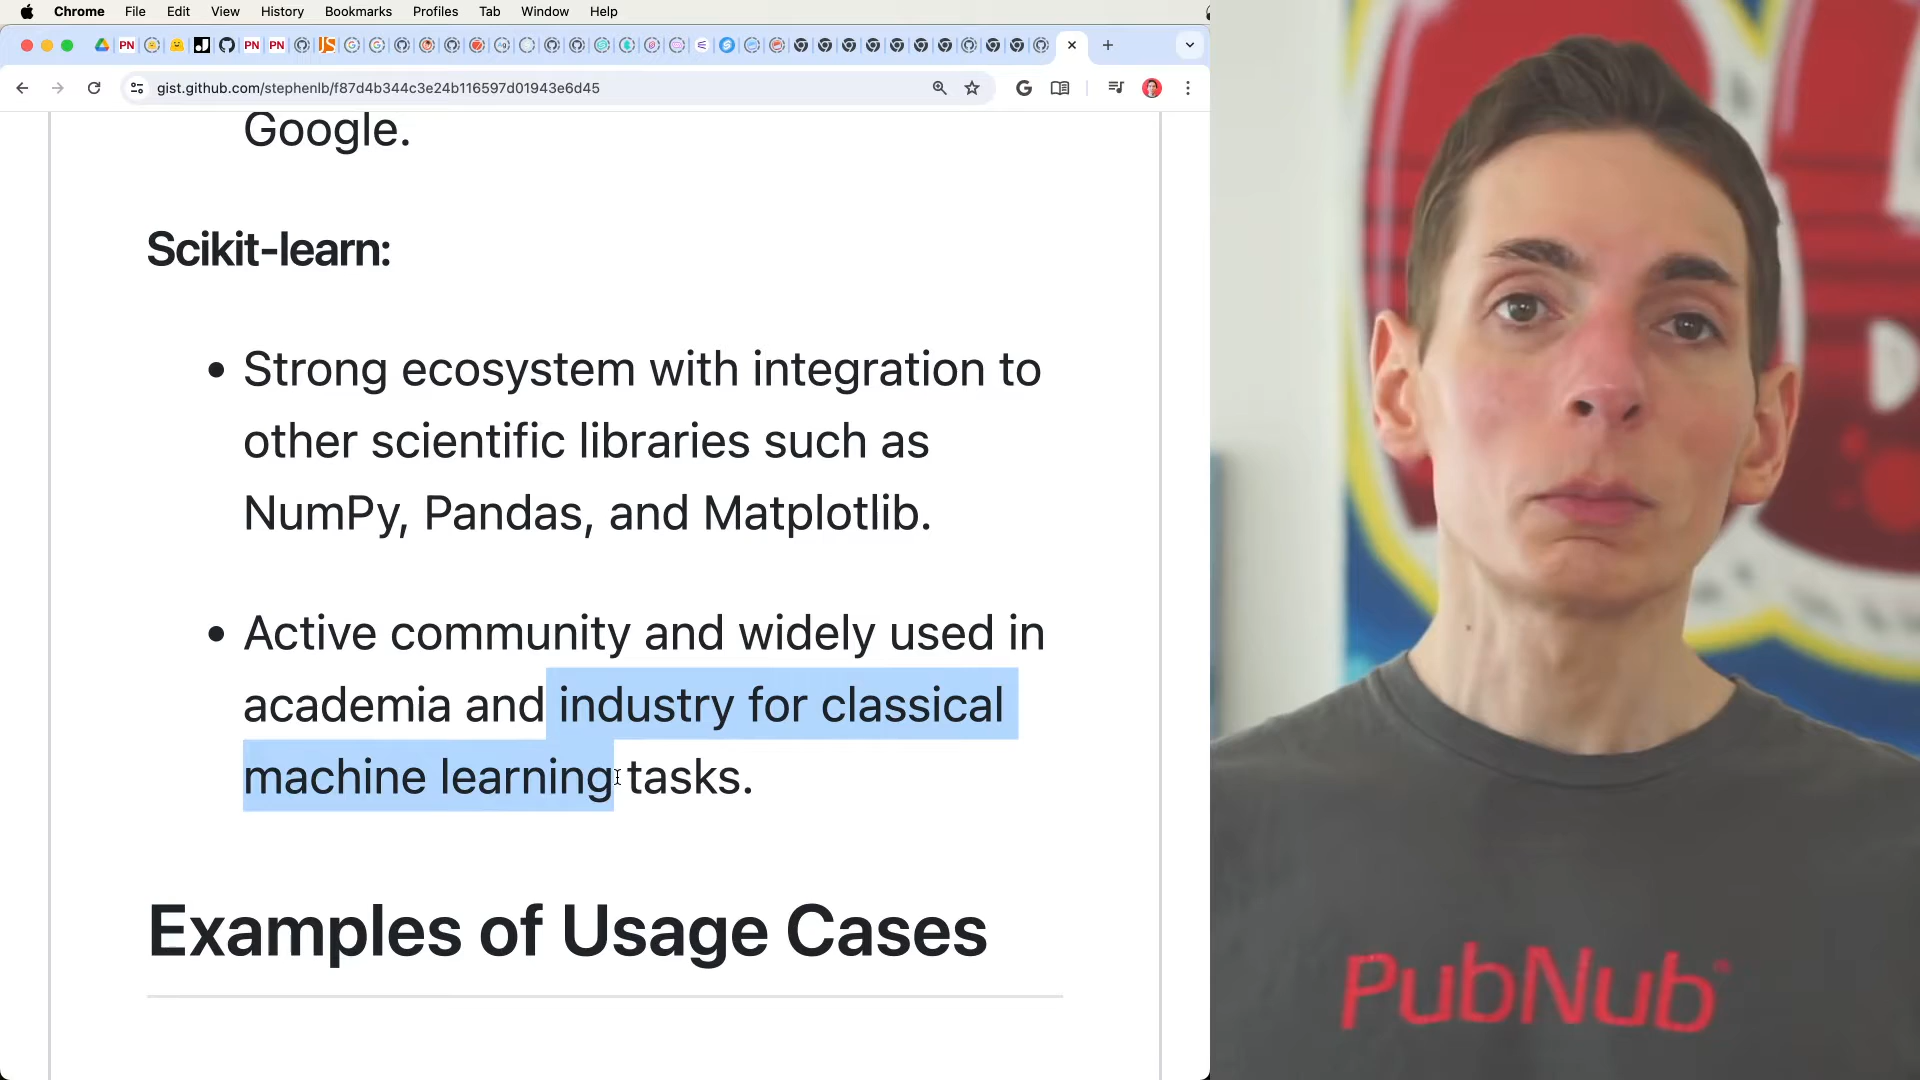 Chrome File Edit View History Bookmarks Profiles Tab Window Help
gist.github.com/stephenlb/f87d4b344c3e24b116597d01943e6d45
Google.
Scikit-learn:
• Strong ecosystem with integration to
other scientific libraries such as
NumPy, Pandas, and Matplotlib.
• Active community and widely used in
academia and industry for classical
machine learning tasks.
Examples of Usage Cases
PubNub